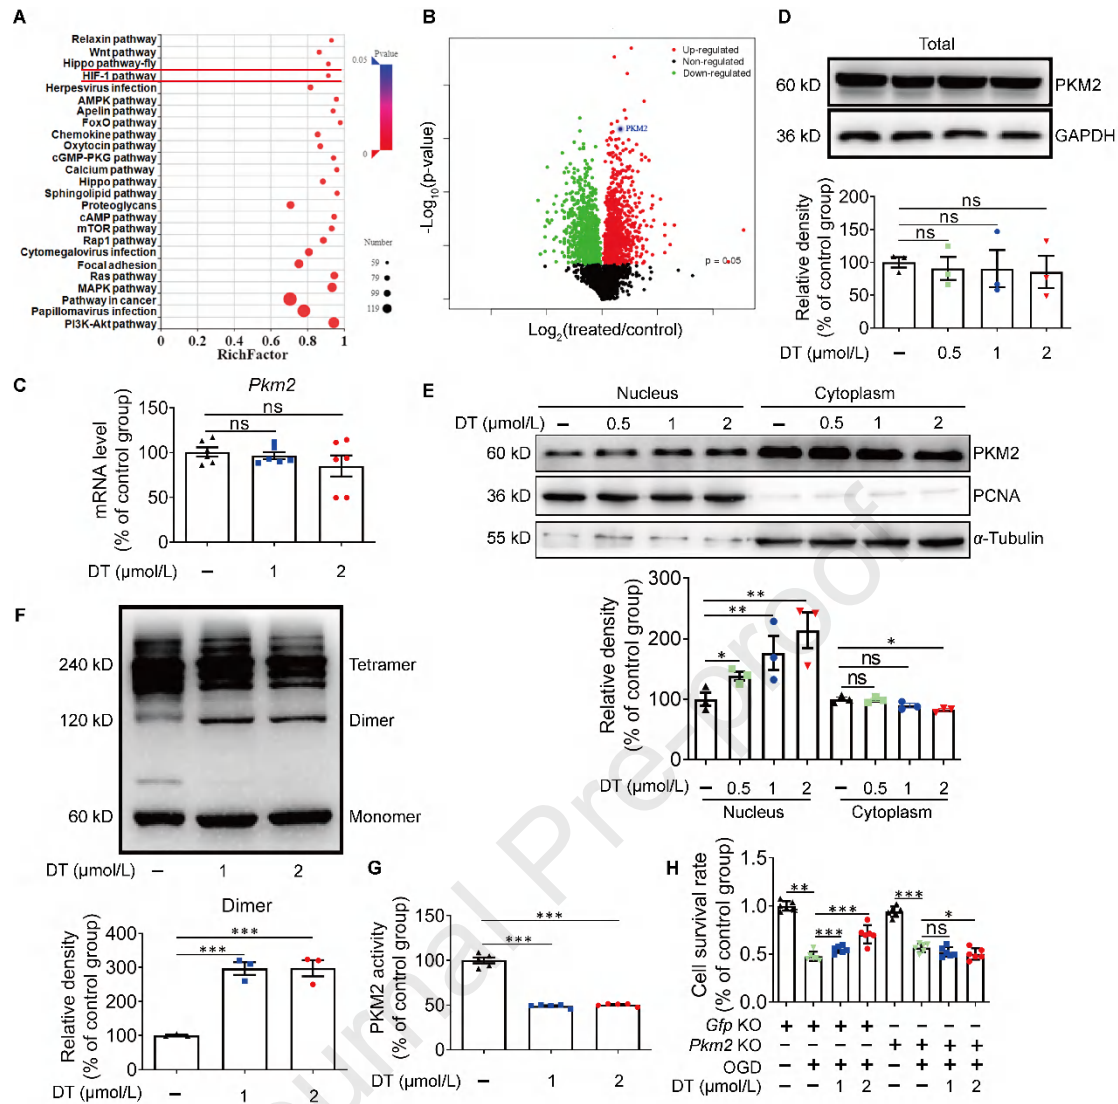 A
Relaxin pathway
Wnt pathway
Hippo pathway-fly
HIF-1 pathway
Herpesvirus infection
AMPK pathway
Apelin pathway
FoxO pathway
Chemokine pathway
Oxytocin pathway
cGMP-PKG pathway
Calcium pathway
Hippo pathway
Sphingolipid pathway
Proteoglycans
cAMP pathway
mTOR pathway
Rap1 pathway
Cytomegalovirus infection
Focal adhesion
Ras pathway
MAPK pathway
Pathway in cancer
Papillomavirus infection
PI3K-Akt pathway
0 0.2 0.4 0.6 0.8 1
RichFactor
Pvalue
0.05
0
Number
59
79
99
119
B
Up-regulated
Non-regulated
Down-regulated
PKM2
p = 0.05
-Log10(p-value)
Log2(treated/control)
D
Total
60 kD PKM2
36 kD GAPDH
Relative density
(% of control group)
200
150
100
50
0
ns
ns
ns
DT (μmol/L) – 0.5 1 2
C
Pkm2
mRNA level
(% of control group)
150
100
50
0
ns
ns
DT (μmol/L) – 1 2
E
Nucleus Cytoplasm
DT (μmol/L) – 0.5 1 2 – 0.5 1 2
60 kD PKM2
36 kD PCNA
55 kD α-Tubulin
Relative density
(% of control group)
300
200
100
0
**
**
*
*
ns
ns
DT (μmol/L) – 0.5 1 2 – 0.5 1 2
Nucleus Cytoplasm
F
240 kD Tetramer
120 kD Dimer
60 kD Monomer
DT (μmol/L) – 1 2
Dimer
Relative density
(% of control group)
400
300
200
100
0
***
***
DT (μmol/L) – 1 2
G
PKM2 activity
(% of control group)
150
100
50
0
***
***
DT (μmol/L) – 1 2
H
Cell survival rate
(% of control group)
1.5
1.0
0.5
0.0
** *** *** *** ns *
Gfp KO + + + + – – – –
Pkm2 KO – – – – + + + +
OGD – + + + – + + +
DT (μmol/L) – – 1 2 – – 1 2
urnal Pre-proof